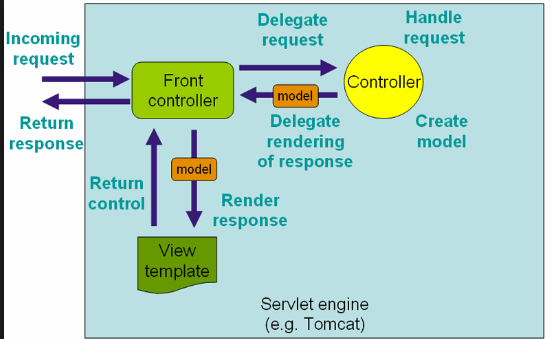 Incoming
request
Return
response
Front
controller
Delegate
request
Handle
request
Controller
model
Delegate
rendering
of response
Create
model
Return
control
model
Render
response
View
template
Servlet engine
(e.g. Tomcat)